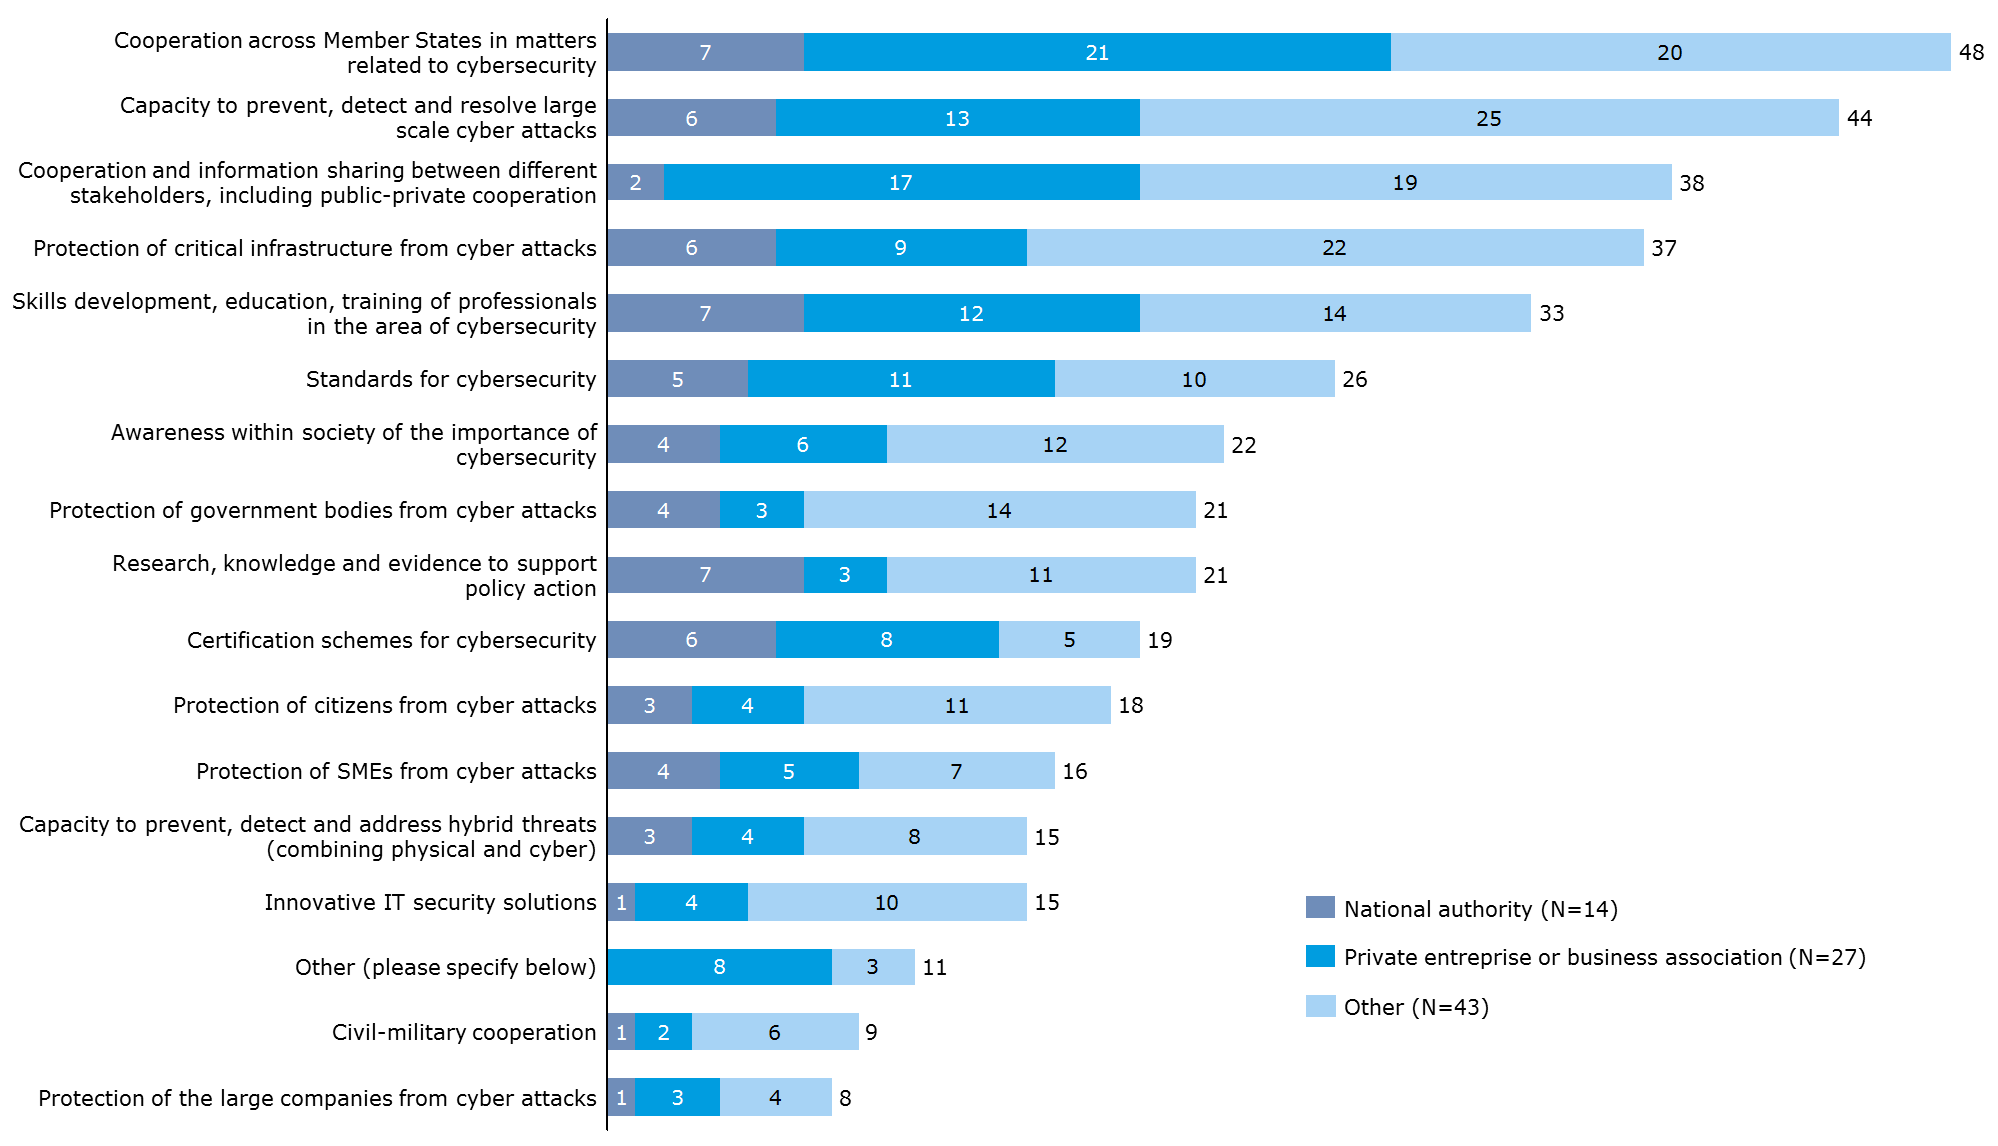 Cooperation across Member States in matters
related to cybersecurity
7 21 20 48
Capacity to prevent, detect and resolve large
scale cyber attacks
6 13 25 44
Cooperation and information sharing between different
stakeholders, including public-private cooperation
2 17 19 38
Protection of critical infrastructure from cyber attacks
6 9 22 37
Skills development, education, training of professionals
in the area of cybersecurity
7 12 14 33
Standards for cybersecurity
5 11 10 26
Awareness within society of the importance of
cybersecurity
4 6 12 22
Protection of government bodies from cyber attacks
4 3 14 21
Research, knowledge and evidence to support
policy action
7 3 11 21
Certification schemes for cybersecurity
6 8 5 19
Protection of citizens from cyber attacks
3 4 11 18
Protection of SMEs from cyber attacks
4 5 7 16
Capacity to prevent, detect and address hybrid threats
(combining physical and cyber)
3 4 8 15
Innovative IT security solutions
1 4 10 15
Other (please specify below)
8 3 11
Civil-military cooperation
1 2 6 9
Protection of the large companies from cyber attacks
1 3 4 8
National authority (N=14)
Private entreprise or business association (N=27)
Other (N=43)